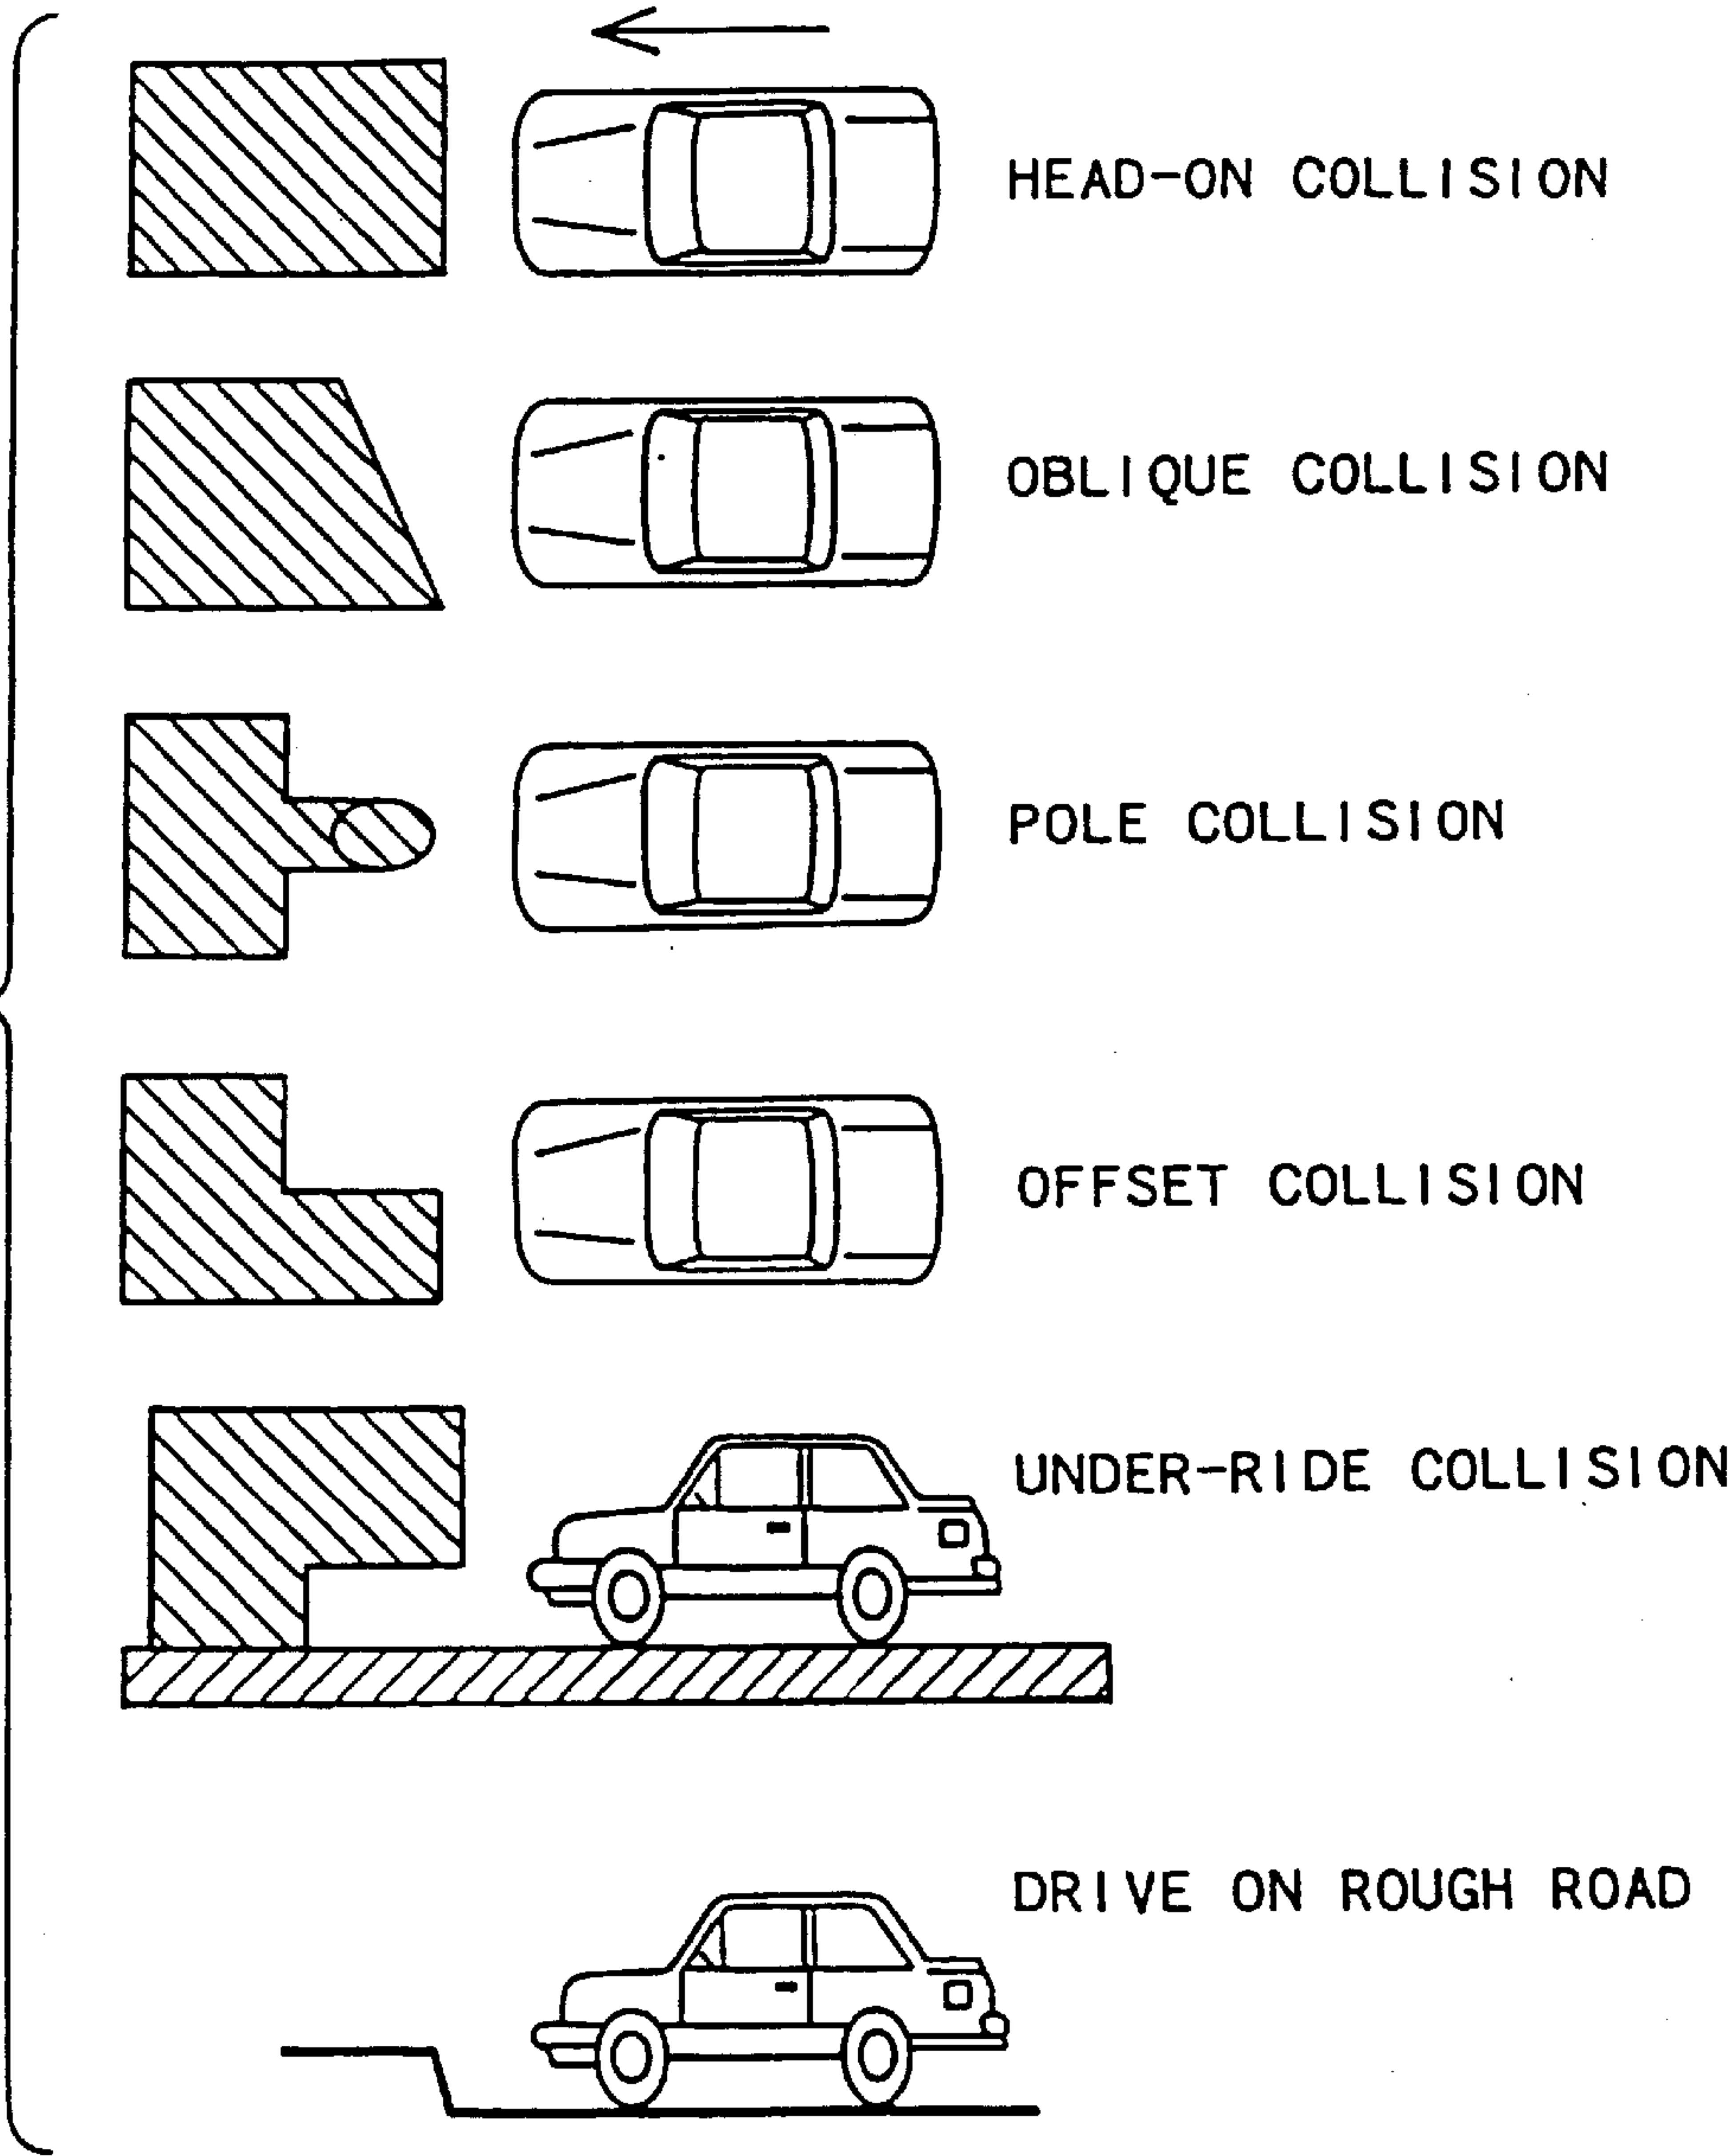 HEAD-ON COLLISION
OBLIQUE COLLISION
POLE COLLISION
OFFSET COLLISION
UNDER-RIDE COLLISION
DRIVE ON ROUGH ROAD